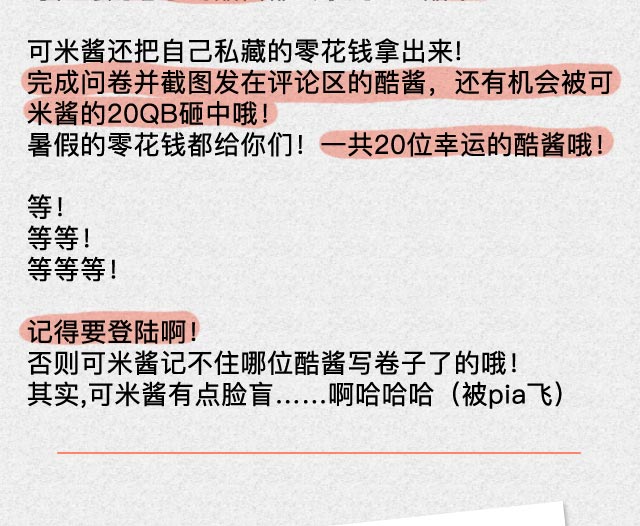 可米酱还把自己私藏的零花钱拿出来!
完成问卷并截图发在评论区的酷酱，还有机会被可
米酱的20QB砸中哦!
暑假的零花钱都给你们！一共20位幸运的酷酱哦!
等!
等等!
等等等!
记得要登陆啊!
否则可米酱记不住哪位酷酱写卷子了的哦!
其实,可米酱有点脸盲……啊哈哈哈（被pia飞）